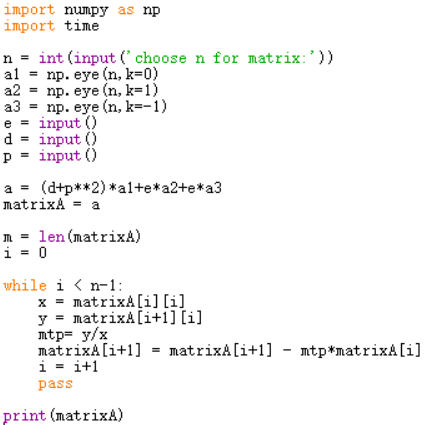 import numpy as np
import time
n = int(input('choose n for matrix:'))
a1 = np.eye(n,k=0)
a2 = np.eye(n,k=1)
a3 = np.eye(n,k=-1)
e = input()
d = input()
p = input()
a = (d+p**2)*a1+e*a2+e*a3
matrixA = a
m = len(matrixA)
i = 0
while i < n-1:
    x = matrixA[i][i]
    y = matrixA[i+1][i]
    mtp= y/x
    matrixA[i+1] = matrixA[i+1] - mtp*matrixA[i]
    i = i+1
    pass
print(matrixA)